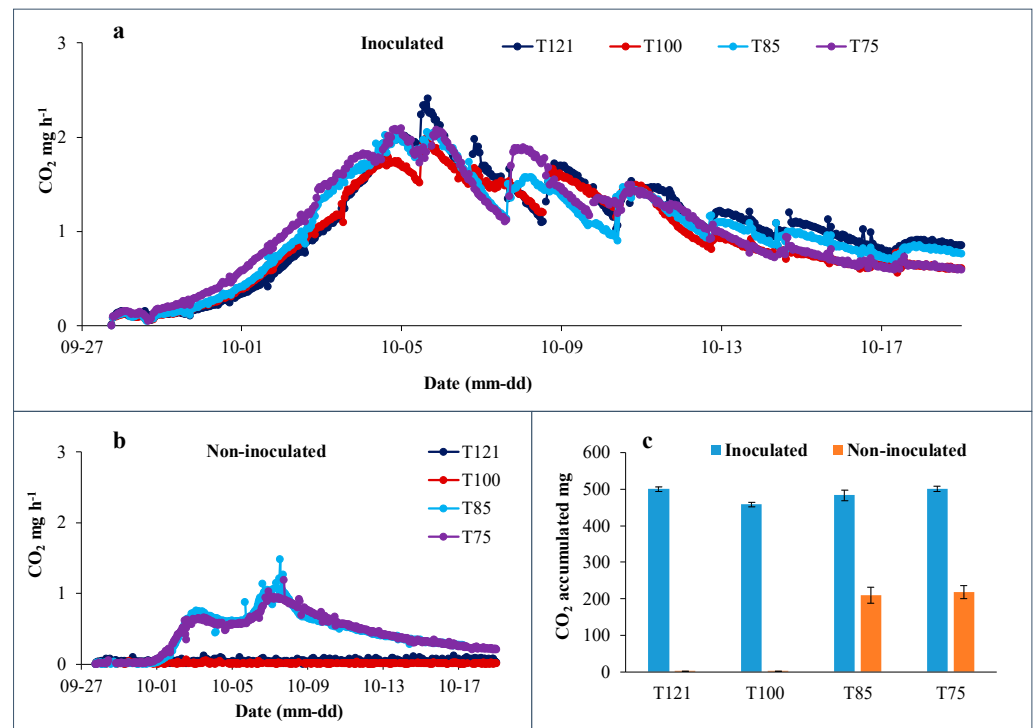 a
Inoculated T121 T100 T85 T75
3
2
1
0
CO₂ mg h⁻¹
09-27 10-01 10-05 10-09 10-13 10-17
Date (mm-dd)
b
Non-inoculated
T121
T100
T85
T75
3
2
1
0
CO₂ mg h⁻¹
09-27 10-01 10-05 10-09 10-13 10-17
Date (mm-dd)
c
Inoculated Non-inoculated
600
500
400
300
200
100
0
CO₂ accumulated mg
T121 T100 T85 T75